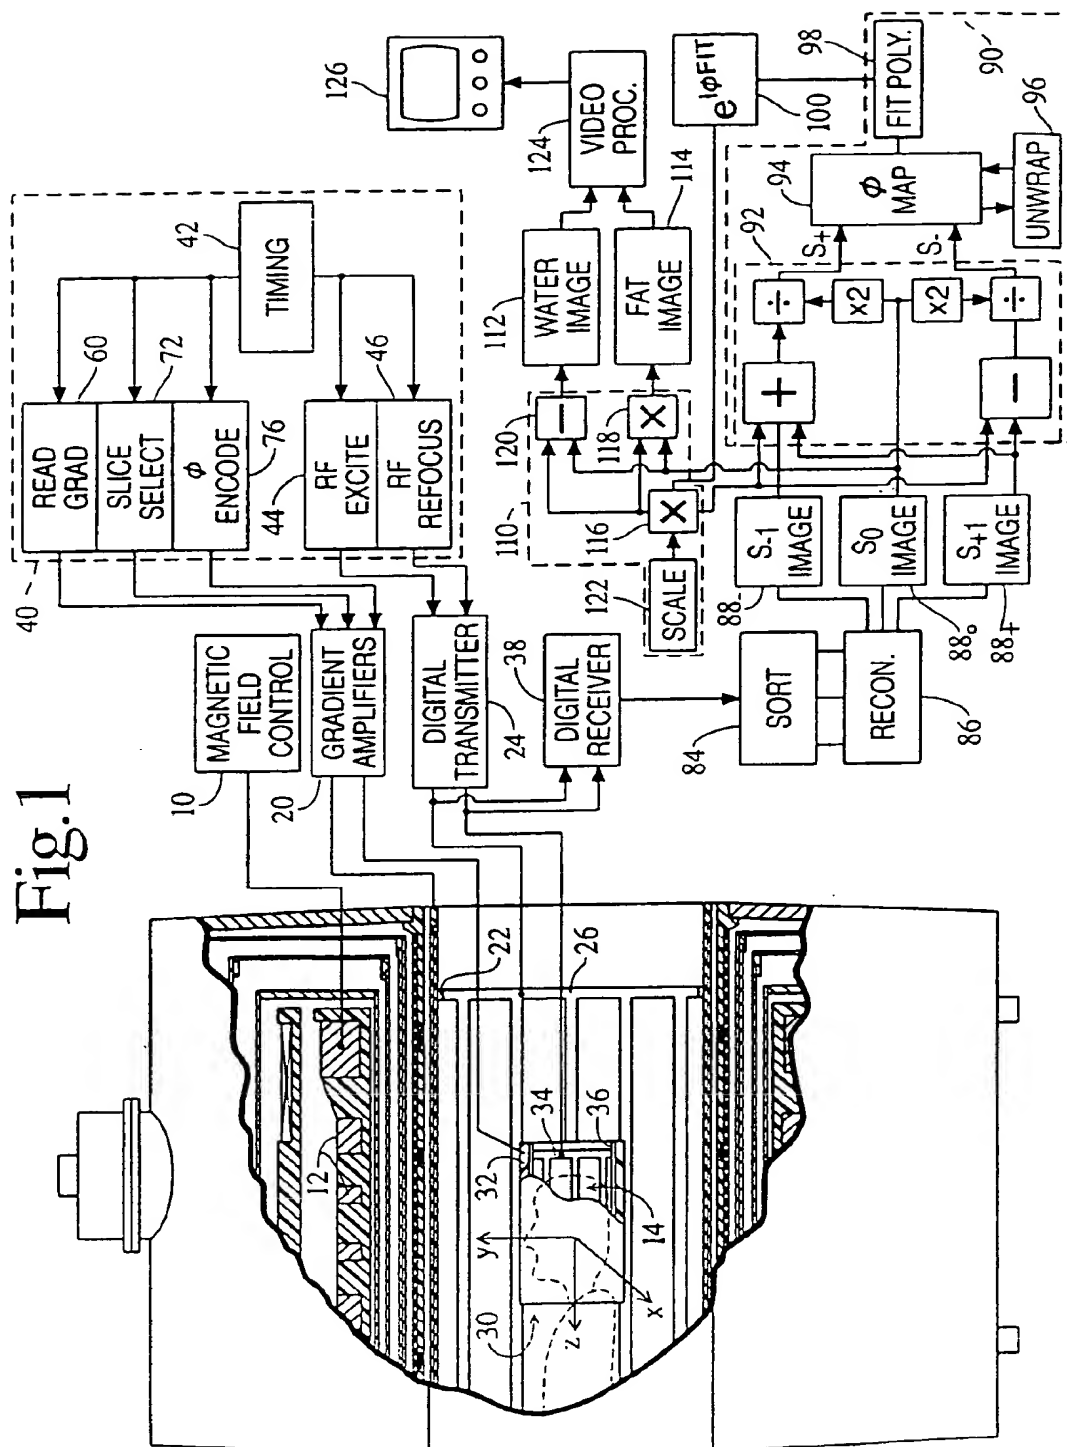 Fig.1
10
MAGNETIC
FIELD
CONTROL
20
GRADIENT
AMPLIFIERS
DIGITAL
TRANSMITTER
24
DIGITAL
RECEIVER
38
40
READ
GRAD
60
SLICE
SELECT
72
ϕ
ENCODE
76
TIMING
42
44
RF
EXCITE
46
RF
REFOCUS
12
22
26
30
32
34
36
14
y
z
x
84
SORT
RECON.
86
88-
S-1
IMAGE
S0
IMAGE
88o
S+1
IMAGE
88+
110
122
SCALE
116
×
118
×
120
−
112
WATER
IMAGE
FAT
IMAGE
114
124
VIDEO
PROC.
126
e^iϕFIT
100
90
92
+
÷
×2
×2
−
÷
S+
S-
94
ϕ
MAP
UNWRAP
96
FIT POLY.
98